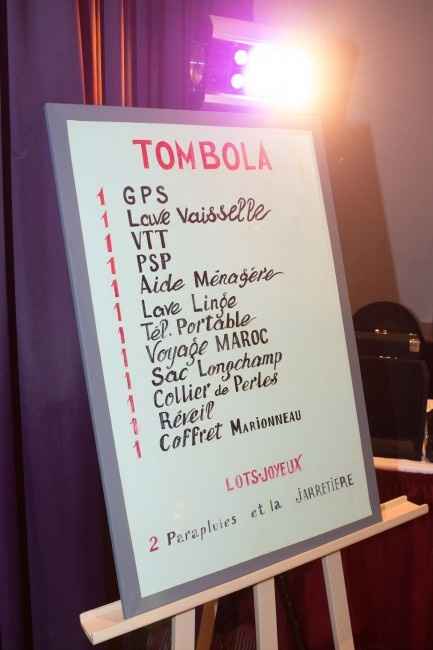 TOMBOLA
1 GPS
1 Lave Vaisselle
1 VTT
1 PSP
1 Aide Ménagère
1 Lave Linge
1 Tél. Portable
1 Voyage MAROC
1 Sac Longchamp
1 Collier de Perles
1 Réveil
1 Coffret MARIONNEAU
LOTS-JOYEUX
2 Parapluies et la JARRETIÈRE